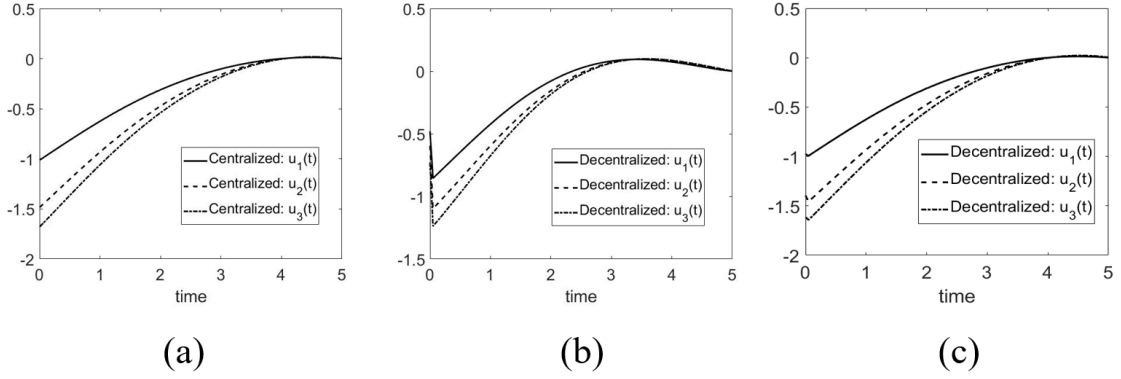 0.5
0
-0.5
-1
-1.5
-2
Centralized: u1(t)
Centralized: u2(t)
Centralized: u3(t)
0 1 2 3 4 5
time
(a)
0.5
0
-0.5
-1
-1.5
Decentralized: u1(t)
Decentralized: u2(t)
Decentralized: u3(t)
0 1 2 3 4 5
time
(b)
0.5
0
-0.5
-1
-1.5
-2
Decentralized: u1(t)
Decentralized: u2(t)
Decentralized: u3(t)
0 1 2 3 4 5
time
(c)